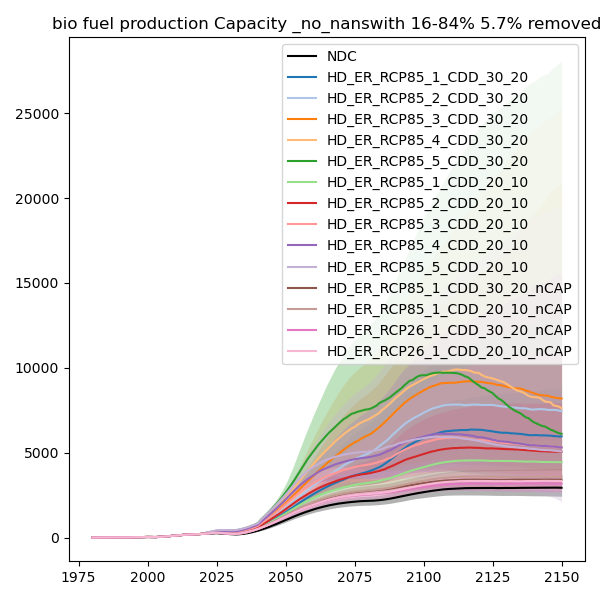 bio fuel production Capacity _no_nanswith 16-84% 5.7% removed
NDC
HD_ER_RCP85_1_CDD_30_20
HD_ER_RCP85_2_CDD_30_20
HD_ER_RCP85_3_CDD_30_20
HD_ER_RCP85_4_CDD_30_20
HD_ER_RCP85_5_CDD_30_20
HD_ER_RCP85_1_CDD_20_10
HD_ER_RCP85_2_CDD_20_10
HD_ER_RCP85_3_CDD_20_10
HD_ER_RCP85_4_CDD_20_10
HD_ER_RCP85_5_CDD_20_10
HD_ER_RCP85_1_CDD_30_20_nCAP
HD_ER_RCP85_1_CDD_20_10_nCAP
HD_ER_RCP26_1_CDD_30_20_nCAP
HD_ER_RCP26_1_CDD_20_10_nCAP
25000
20000
15000
10000
5000
0
1975 2000 2025 2050 2075 2100 2125 2150